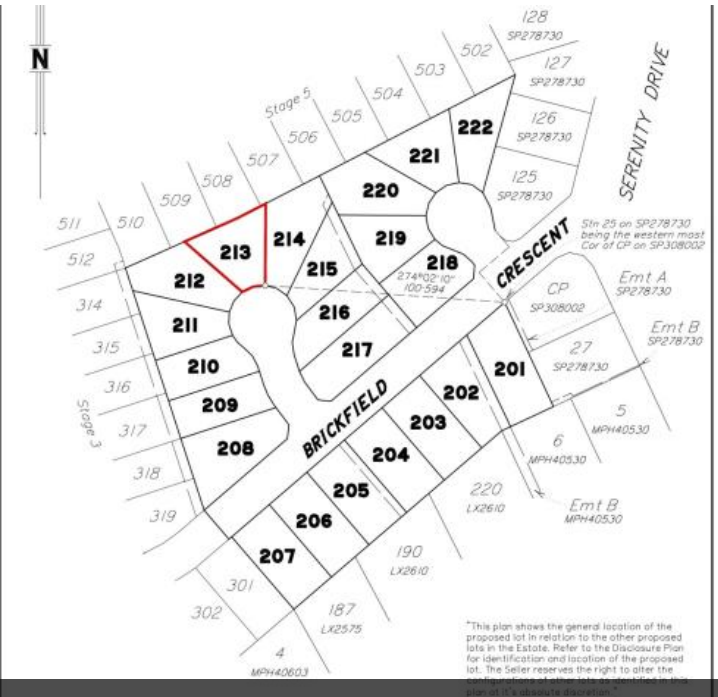 N
128
SP278730
502
127
SP278730
503
504
Stage 5
505
506
507
508
509
510
511
512
126
SP278730
125
SP278730
SERENITY DRIVE
222
221
220
219
218
214
213
212
215
274°02'10"
100·594
CRESCENT
Stn 25 on SP278730
being the western most
Cor of CP on SP308002
CP
SP308002
Emt A
SP278730
Emt B
SP278730
27
SP278730
314
315
316
317
318
319
Stage 3
211
210
209
208
216
217
BRICKFIELD
201
202
203
204
205
206
207
5
MPH40530
6
MPH40530
Emt B
MPH40530
220
LX2610
190
LX2610
187
LX2575
301
302
4
MPH40603
"This plan shows the general location of the
proposed lot in relation to the other proposed
lots in the Estate. Refer to the Disclosure Plan
for identification and location of the proposed
lot. The Seller reserves the right to alter the
configurations of other lots as identified in this
plan at it's absolute discretion."